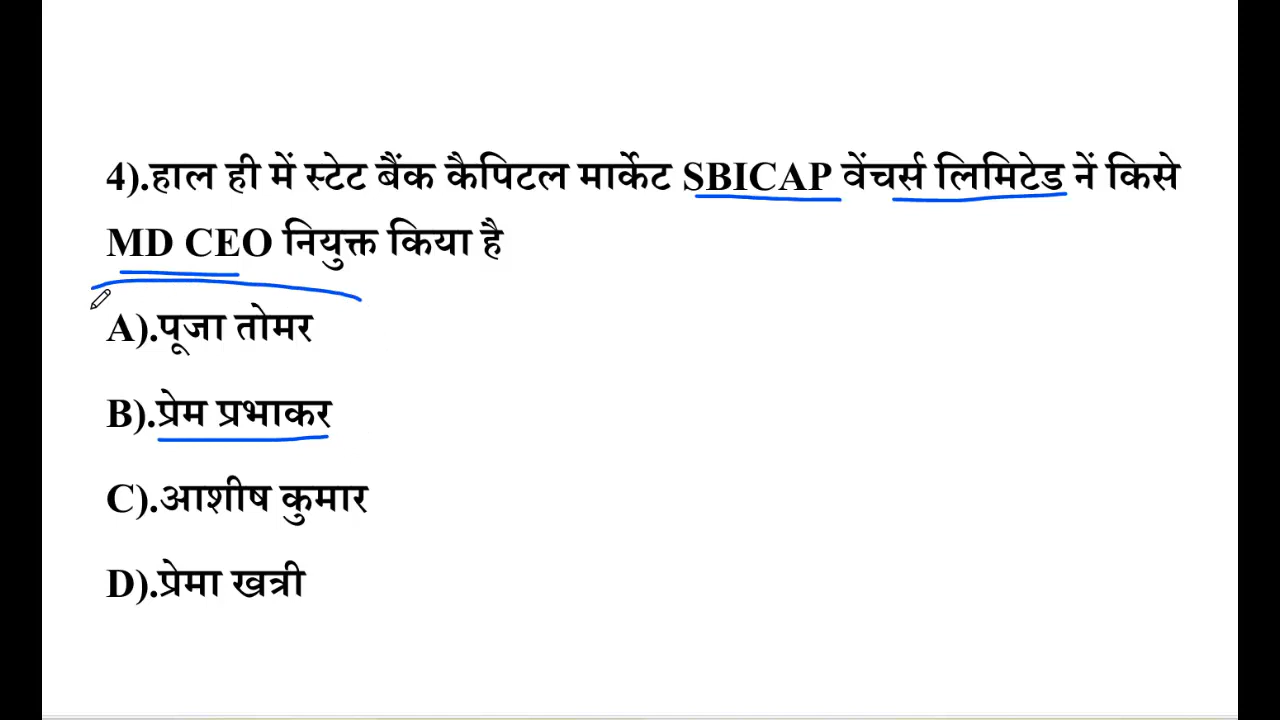 4).हाल ही में स्टेट बैंक कैपिटल मार्केट SBICAP वेंचर्स लिमिटेड नें किसे
MD CEO नियुक्त किया है
A).पूजा तोमर
B).प्रेम प्रभाकर
C).आशीष कुमार
D).प्रेमा खत्री